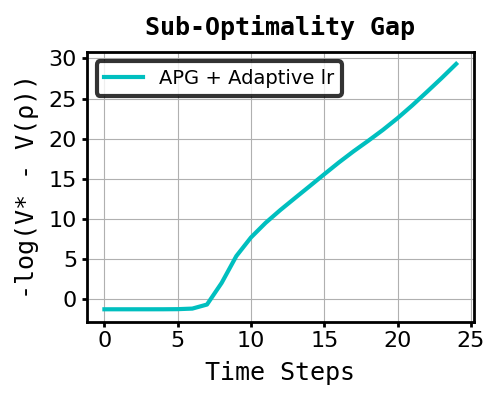 Sub-Optimality Gap
APG + Adaptive lr
-log(V* - V(ρ))
30
25
20
15
10
5
0
0 5 10 15 20 25
Time Steps